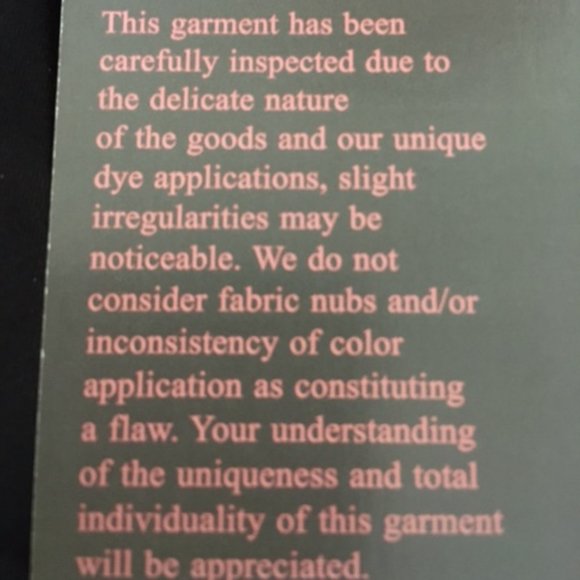 This garment has been
carefully inspected due to
the delicate nature
of the goods and our unique
dye applications, slight
irregularities may be
noticeable. We do not
consider fabric nubs and/or
inconsistency of color
application as constituting
a flaw. Your understanding
of the uniqueness and total
individuality of this garment
will be appreciated.